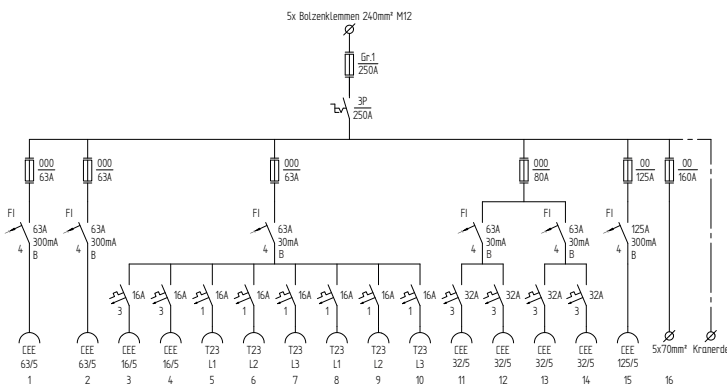 5x Bolzenklemmen 240mm² M12
Gr.1
250A
3P
250A
000
63A
000
63A
000
63A
000
80A
00
125A
00
160A
FI
63A
300mA
4
B
FI
63A
300mA
4
B
FI
63A
30mA
4
B
FI
63A
30mA
4
B
FI
63A
30mA
4
B
FI
125A
300mA
4
B
16A 16A 16A 16A 16A 16A 16A 16A 32A 32A 32A 32A
3 3 1 1 1 1 1 1 3 3 3 3
CEE CEE CEE CEE T23 T23 T23 T23 T23 T23 CEE CEE CEE CEE CEE 5x70mm² Kranerde
63/5 63/5 16/5 16/5 L1 L2 L3 L1 L2 L3 32/5 32/5 32/5 32/5 125/5
1 2 3 4 5 6 7 8 9 10 11 12 13 14 15 16